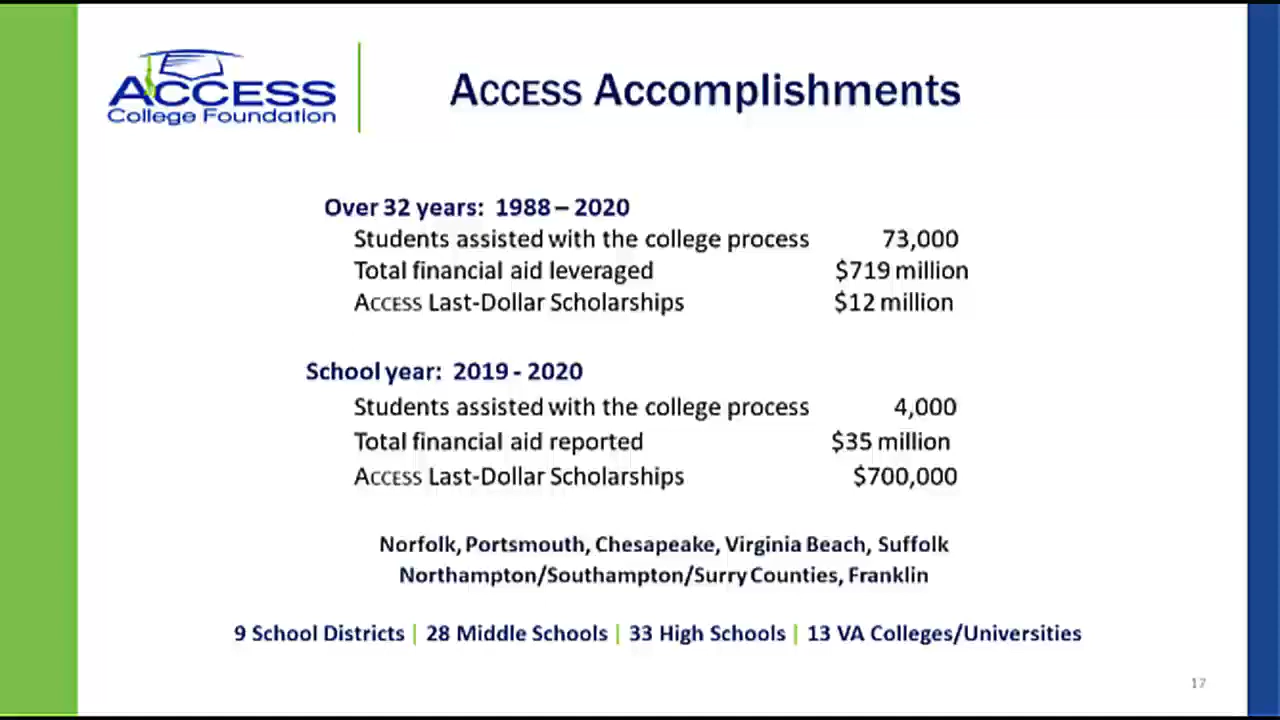 ACCESS
College Foundation
ACCESS Accomplishments
Over 32 years: 1988 – 2020
Students assisted with the college process 73,000
Total financial aid leveraged $719 million
ACCESS Last-Dollar Scholarships $12 million
School year: 2019 - 2020
Students assisted with the college process 4,000
Total financial aid reported $35 million
ACCESS Last-Dollar Scholarships $700,000
Norfolk, Portsmouth, Chesapeake, Virginia Beach, Suffolk
Northampton/Southampton/Surry Counties, Franklin
9 School Districts | 28 Middle Schools | 33 High Schools | 13 VA Colleges/Universities
17